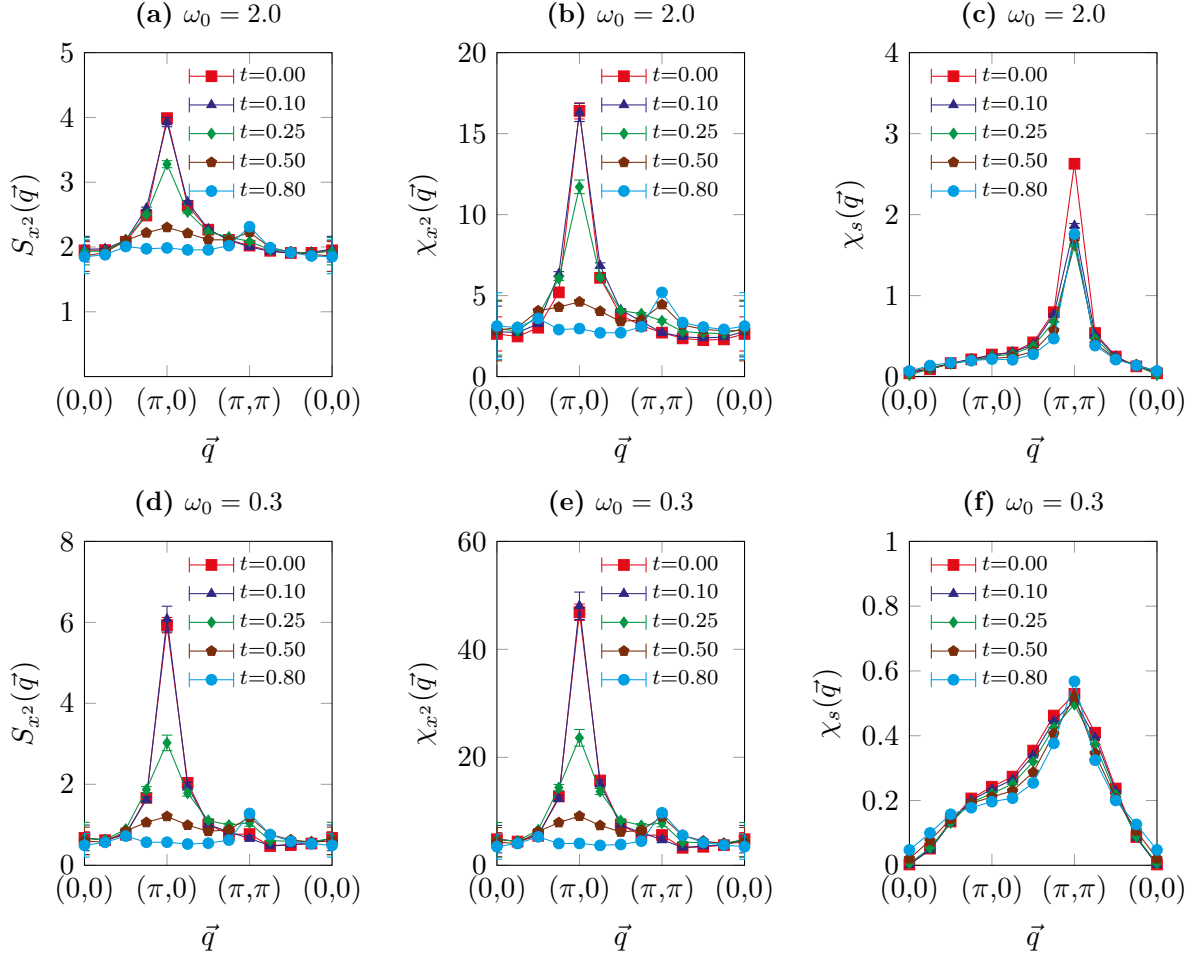 (a) ω₀ = 2.0
5
4
3
2
1
S_{x²}(q⃗)
t=0.00
t=0.10
t=0.25
t=0.50
t=0.80
(0,0) (π,0) (π,π) (0,0)
q⃗
(b) ω₀ = 2.0
20
15
10
5
0
χ_{x²}(q⃗)
t=0.00
t=0.10
t=0.25
t=0.50
t=0.80
(0,0) (π,0) (π,π) (0,0)
q⃗
(c) ω₀ = 2.0
4
3
2
1
0
χ_s(q⃗)
t=0.00
t=0.10
t=0.25
t=0.50
t=0.80
(0,0) (π,0) (π,π) (0,0)
q⃗
(d) ω₀ = 0.3
8
6
4
2
0
S_{x²}(q⃗)
t=0.00
t=0.10
t=0.25
t=0.50
t=0.80
(0,0) (π,0) (π,π) (0,0)
q⃗
(e) ω₀ = 0.3
60
40
20
0
χ_{x²}(q⃗)
t=0.00
t=0.10
t=0.25
t=0.50
t=0.80
(0,0) (π,0) (π,π) (0,0)
q⃗
(f) ω₀ = 0.3
1
0.8
0.6
0.4
0.2
0
χ_s(q⃗)
t=0.00
t=0.10
t=0.25
t=0.50
t=0.80
(0,0) (π,0) (π,π) (0,0)
q⃗